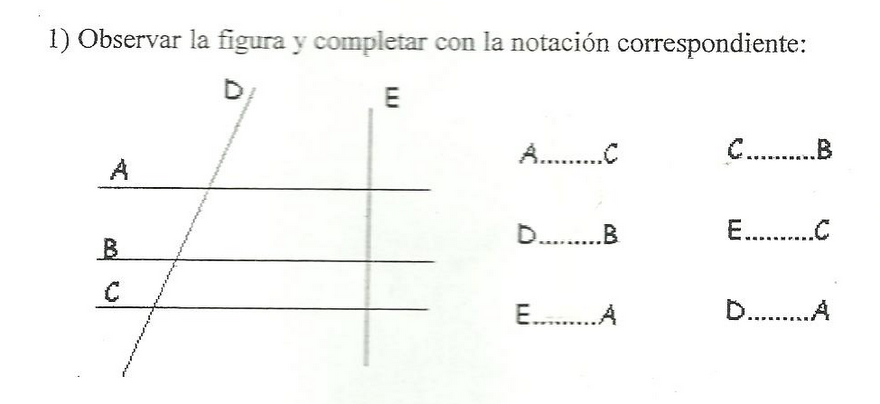 1) Observar la figura y completar con la notación correspondiente:
D
E
A
B
C
A.........C
C...........B
D.........B
E...........C
E..........A
D..........A